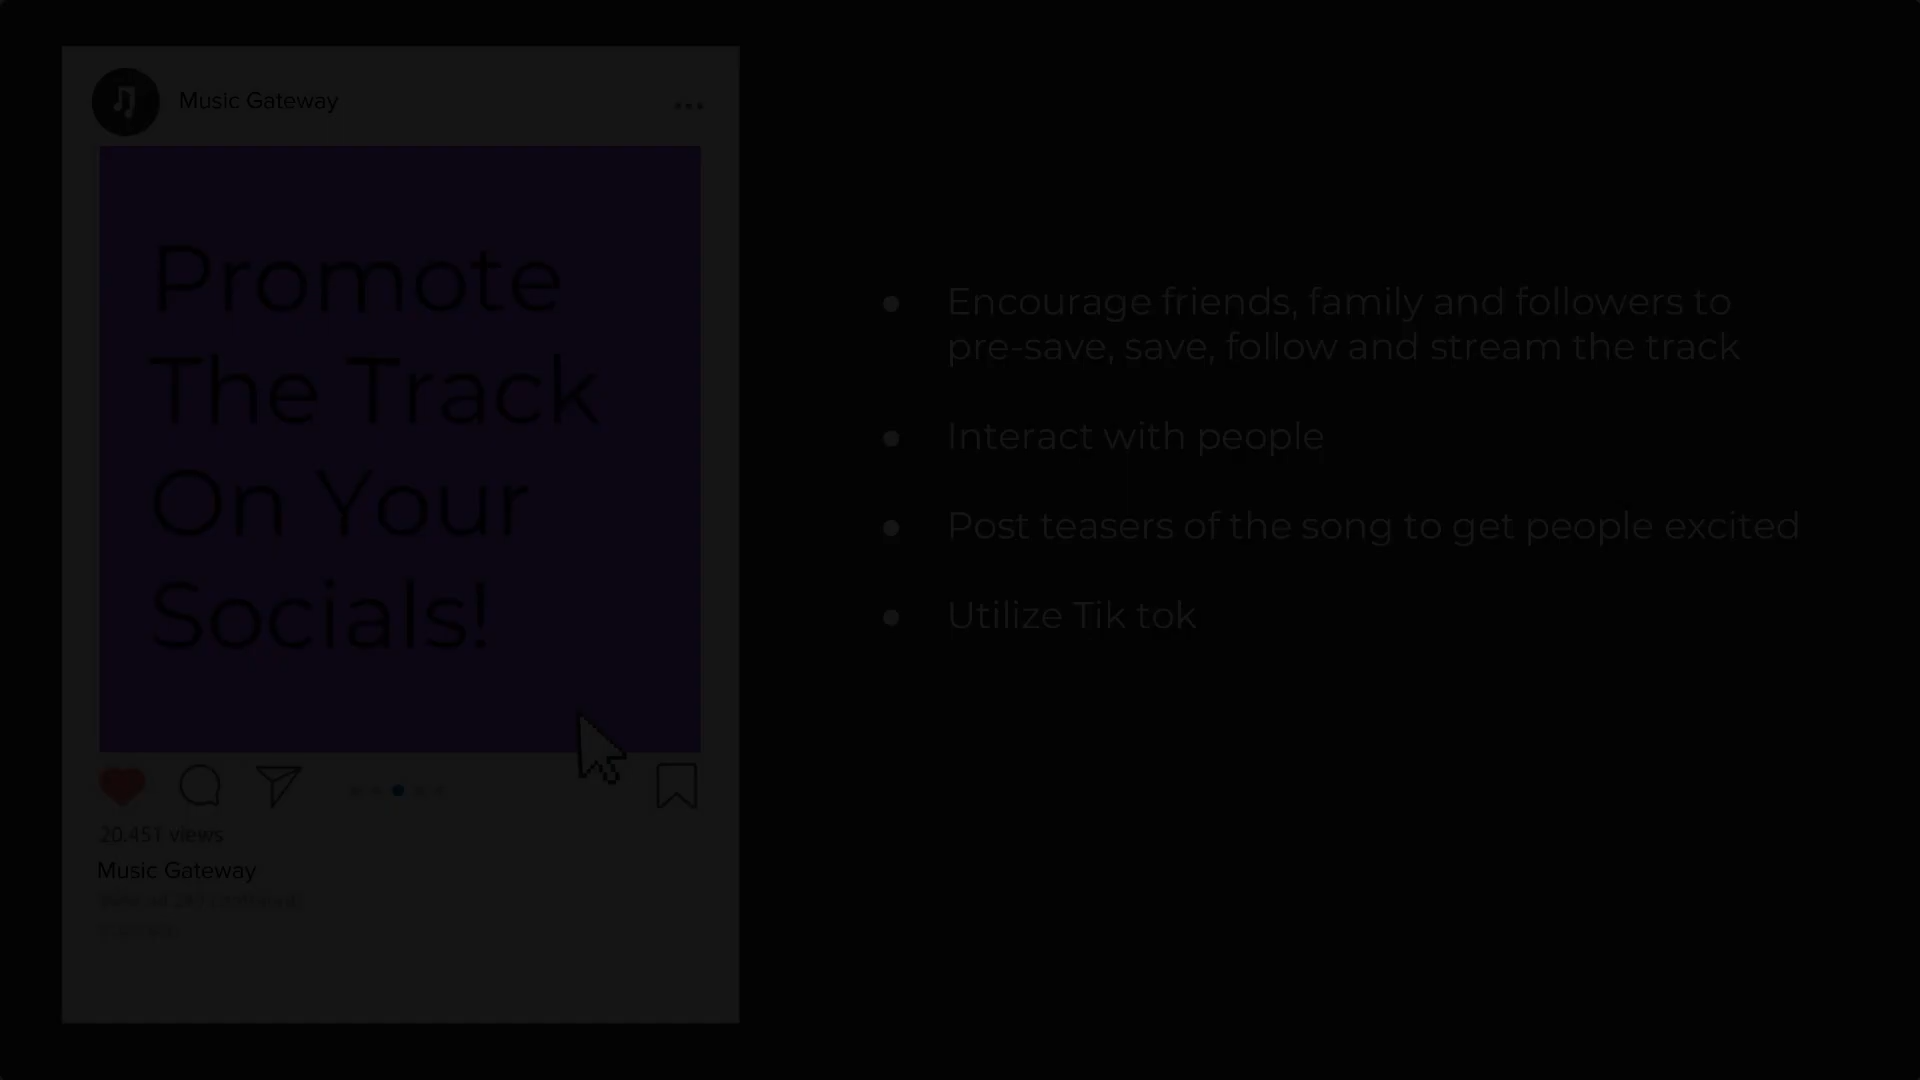 Music Gateway
Promote
The Track
On Your
Socials!
20.451 views
Music Gateway
Encourage friends, family and followers to
pre-save, save, follow and stream the track
Interact with people
Post teasers of the song to get people excited
Utilize Tik tok